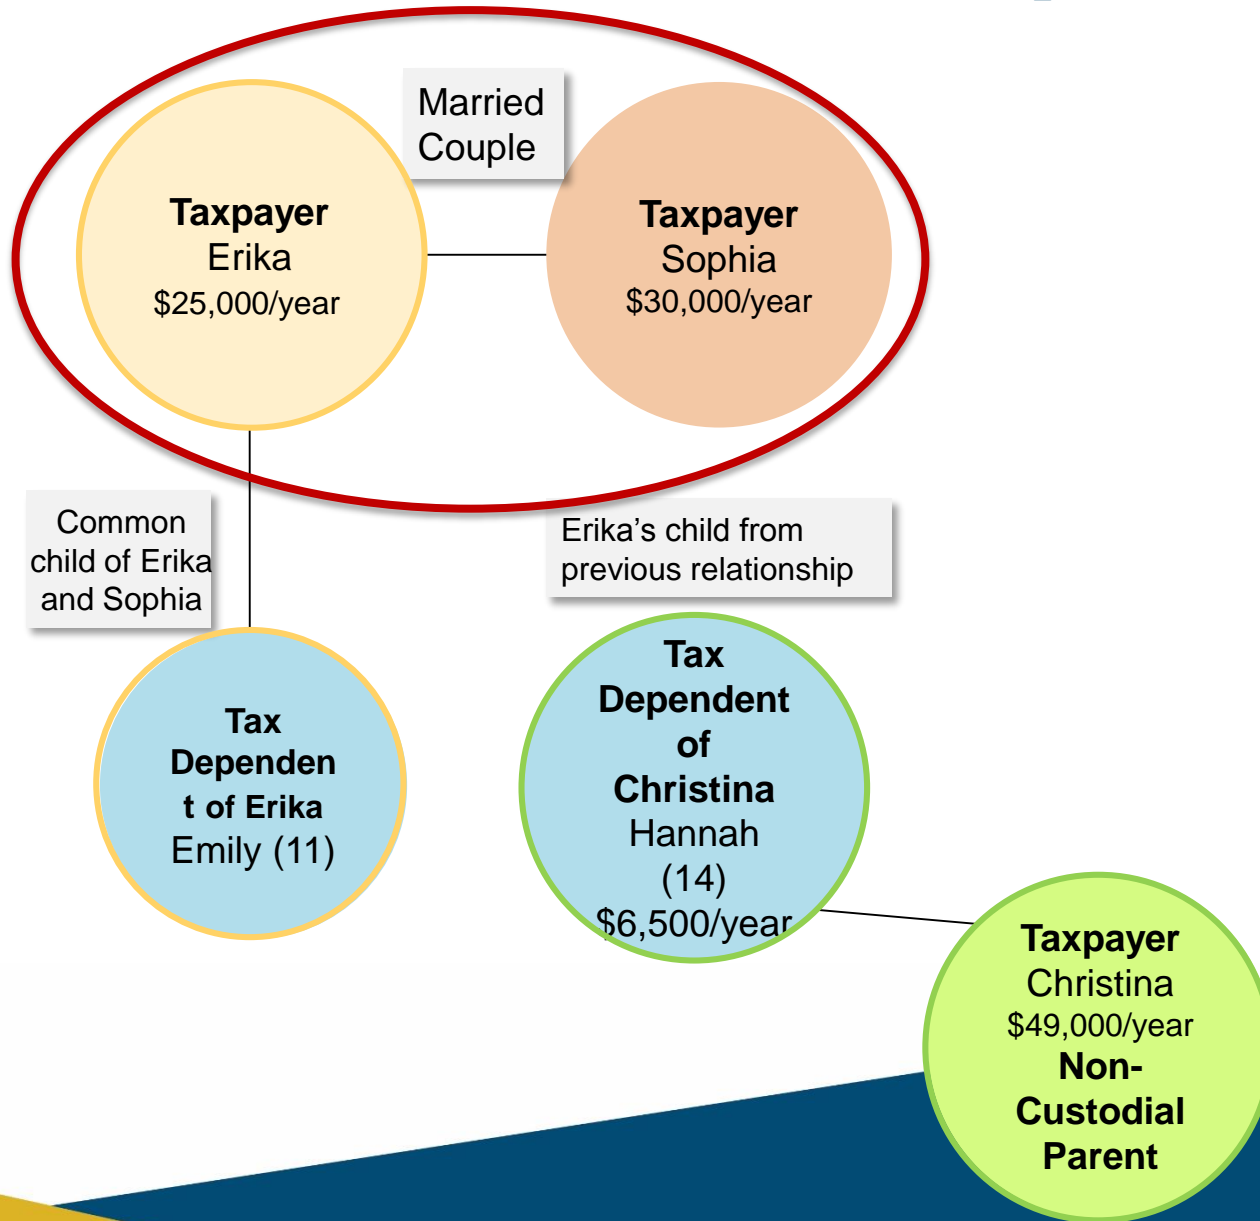 Married
Couple
Taxpayer
Erika
$25,000/year
Taxpayer
Sophia
$30,000/year
Common
child of Erika
and Sophia
Erika’s child from
previous relationship
Tax
Dependen
t of Erika
Emily (11)
Tax
Dependent
of
Christina
Hannah
(14)
$6,500/year
Taxpayer
Christina
$49,000/year
Non-
Custodial
Parent